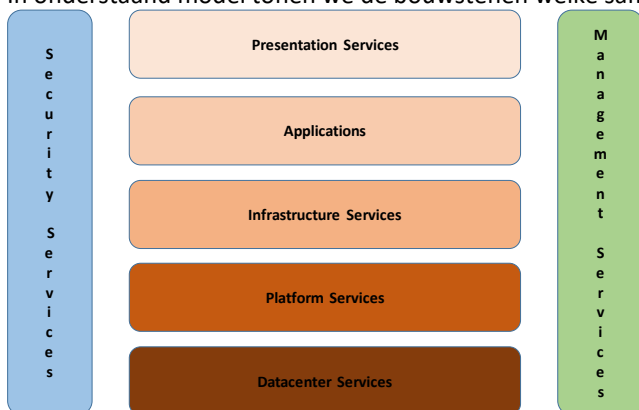 In onderstaand model tonen we de bouwstenen welke
Security Services
Presentation Services
Applications
Infrastructure Services
Platform Services
Datacenter Services
Management Services